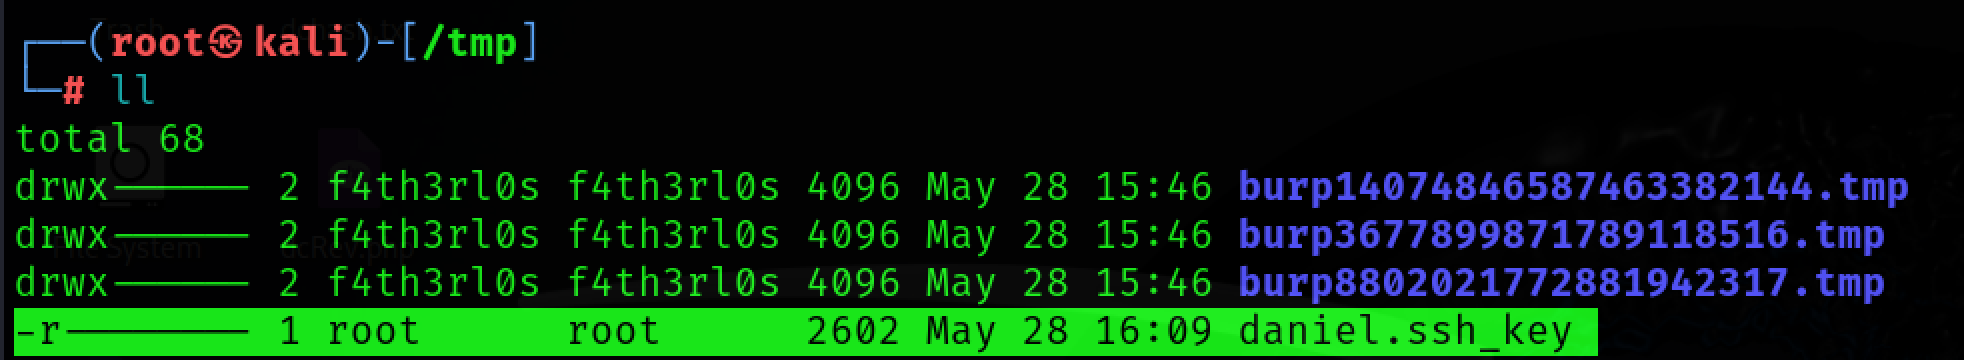 ┌──(root㉿kali)-[/tmp]
└─# ll
total 68
drwx------ 2 f4th3rl0s f4th3rl0s 4096 May 28 15:46 burp14074846587463382144.tmp
drwx------ 2 f4th3rl0s f4th3rl0s 4096 May 28 15:46 burp3677899871789118516.tmp
drwx------ 2 f4th3rl0s f4th3rl0s 4096 May 28 15:46 burp8802021772881942317.tmp
-r-------- 1 root root 2602 May 28 16:09 daniel.ssh_key